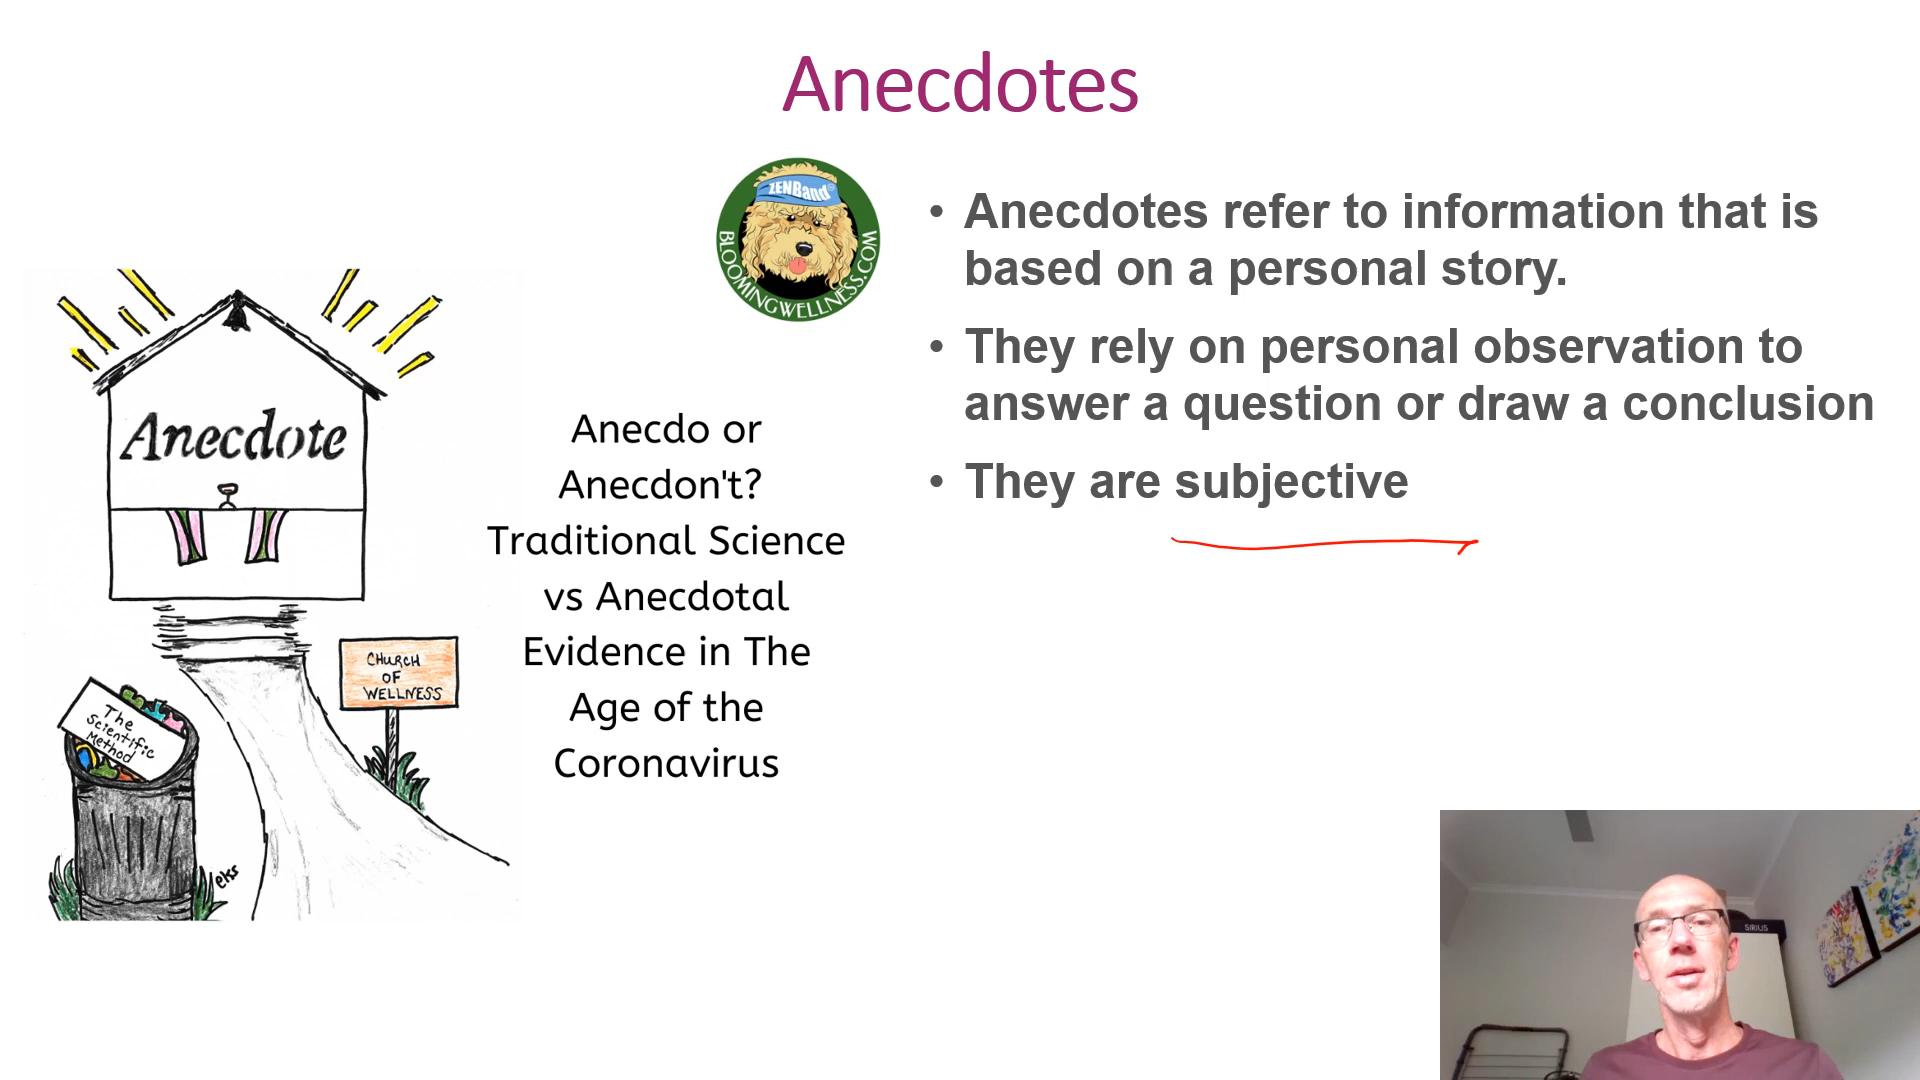 Anecdotes
ZENBand
BLOOMINGWELLNESS.COM
• Anecdotes refer to information that is
based on a personal story.
• They rely on personal observation to
answer a question or draw a conclusion
• They are subjective
Anecdote
CHURCH
OF
WELLNESS
The
Scientific
Method
eks
Anecdo or
Anecdon't?
Traditional Science
vs Anecdotal
Evidence in The
Age of the
Coronavirus
SIRIUS